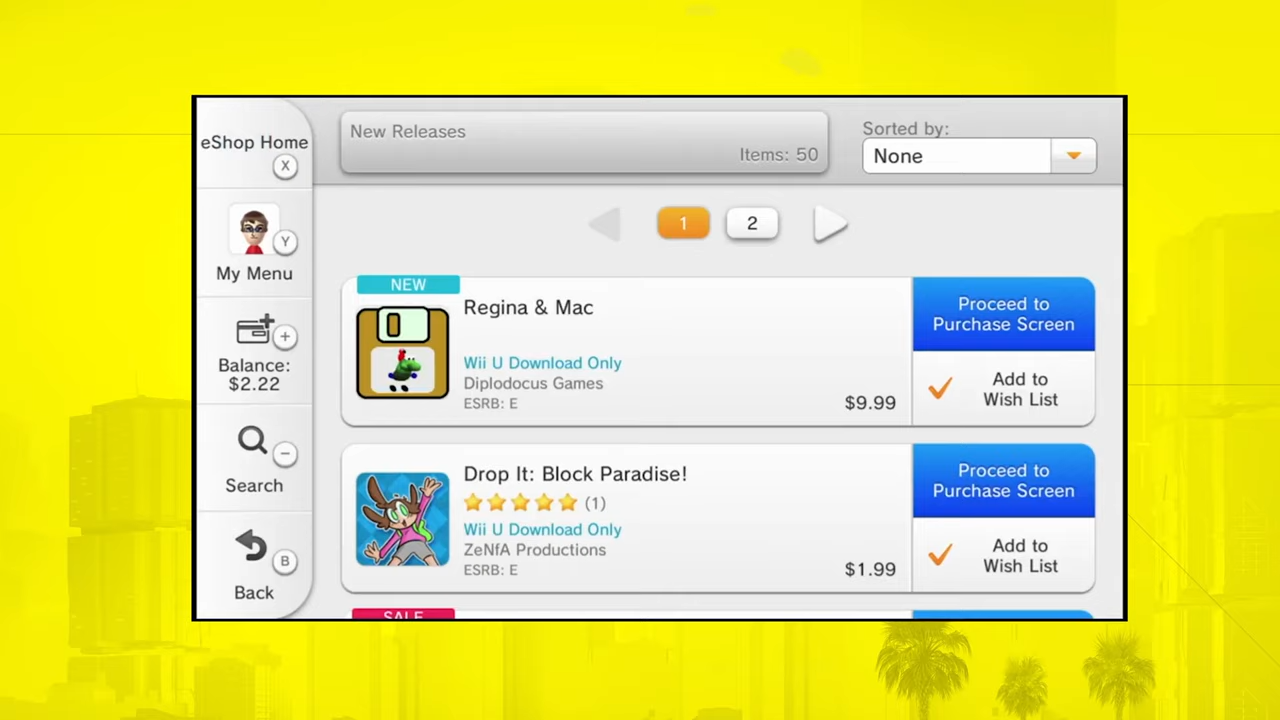 eShop Home
X
Y
My Menu
+
Balance:
$2.22
−
Search
B
Back
New Releases
Items: 50
Sorted by:
None
1
2
NEW
Regina & Mac
Wii U Download Only
Diplodocus Games
ESRB: E
$9.99
Proceed to
Purchase Screen
Add to
Wish List
Drop It: Block Paradise!
(1)
Wii U Download Only
ZeNfA Productions
ESRB: E
$1.99
Proceed to
Purchase Screen
Add to
Wish List
SALE